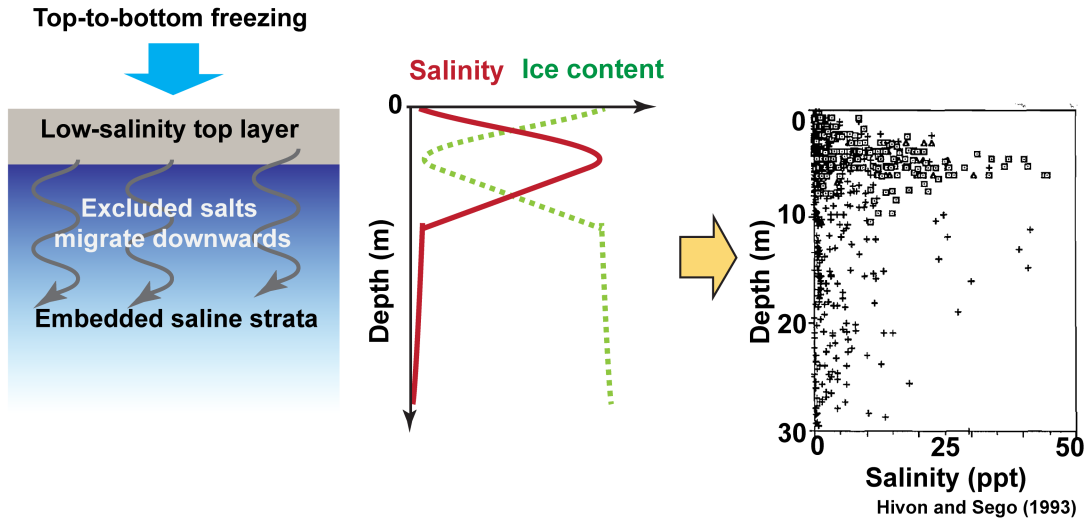 Top-to-bottom freezing
Low-salinity top layer
Excluded salts
migrate downwards
Embedded saline strata
Salinity Ice content
0
Depth (m)
0
10
20
30
Depth (m)
0 25 50
Salinity (ppt)
Hivon and Sego (1993)